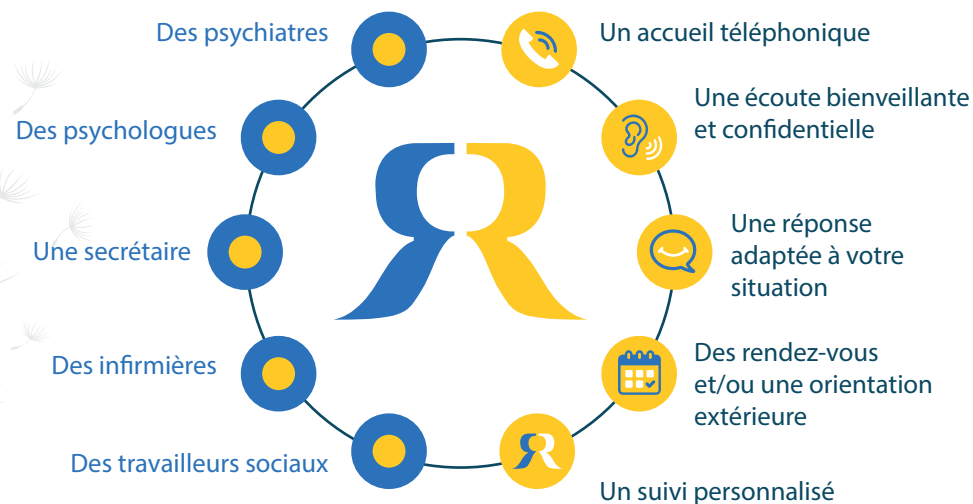 Des psychiatres
Des psychologues
Une secrétaire
Des infirmières
Des travailleurs sociaux
Un accueil téléphonique
Une écoute bienveillante
et confidentielle
Une réponse
adaptée à votre
situation
Des rendez-vous
et/ou une orientation
extérieure
Un suivi personnalisé